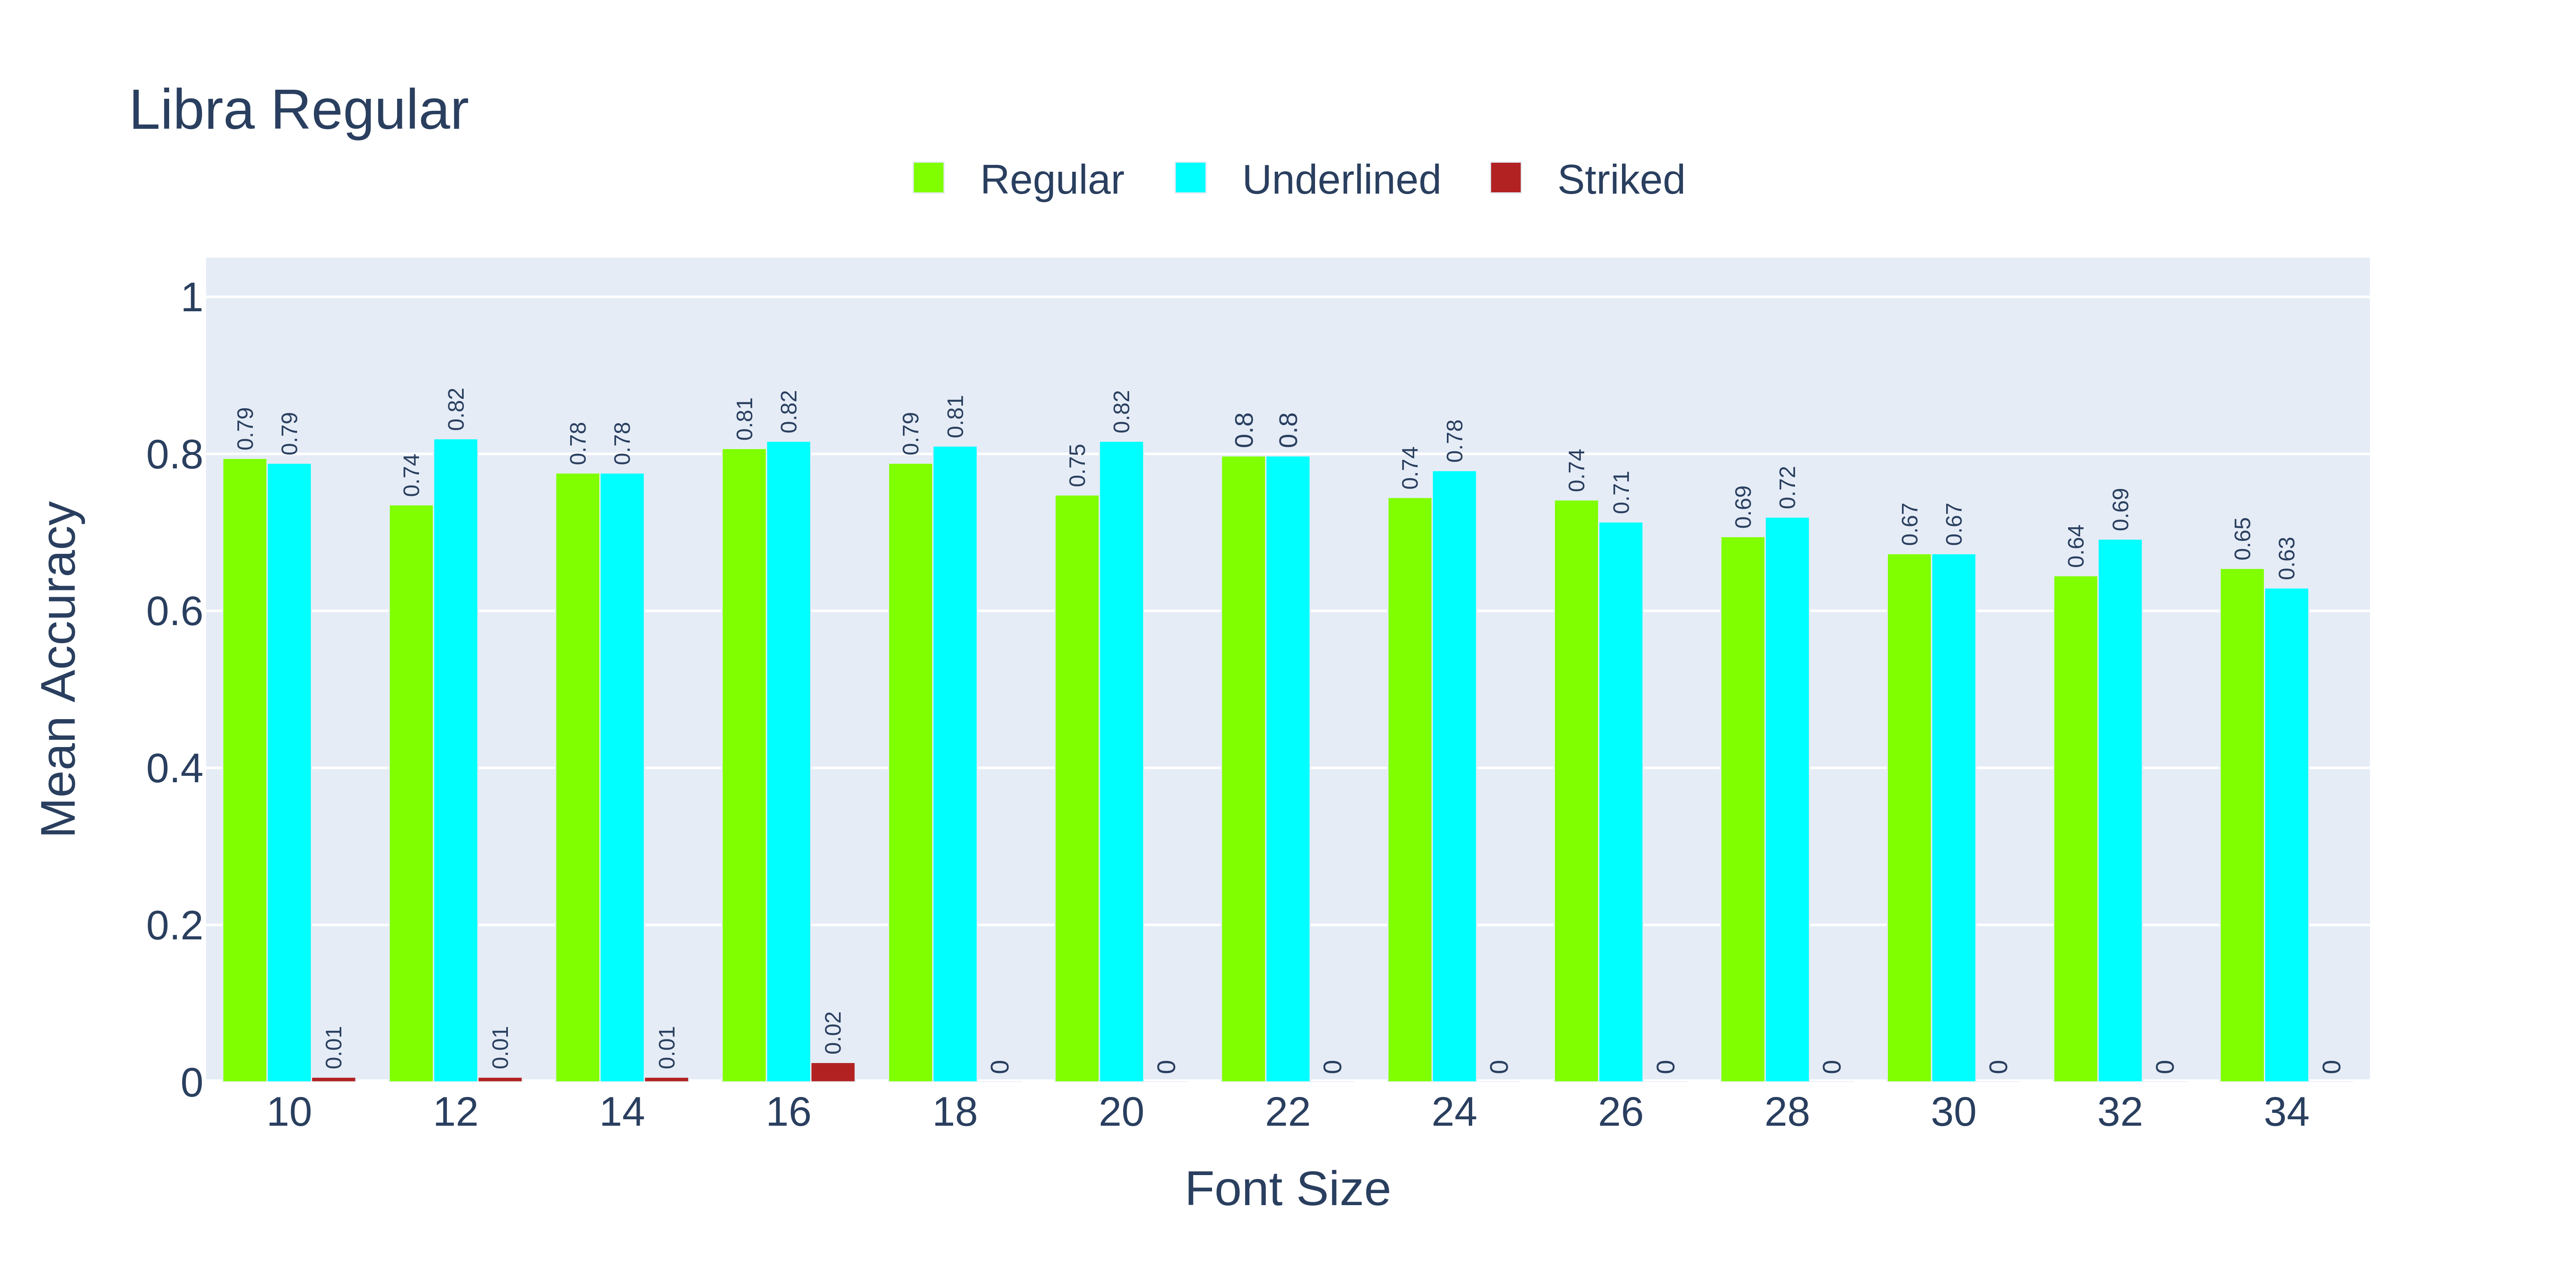 Libra Regular
Regular Underlined Striked
Mean Accuracy
1
0.8
0.6
0.4
0.2
0
0.79 0.79 0.01
0.74 0.82 0.01
0.78 0.78 0.01
0.81 0.82 0.02
0.79 0.81 0
0.75 0.82 0
0.8 0.8 0
0.74 0.78 0
0.74 0.71 0
0.69 0.72 0
0.67 0.67 0
0.64 0.69 0
0.65 0.63 0
10 12 14 16 18 20 22 24 26 28 30 32 34
Font Size